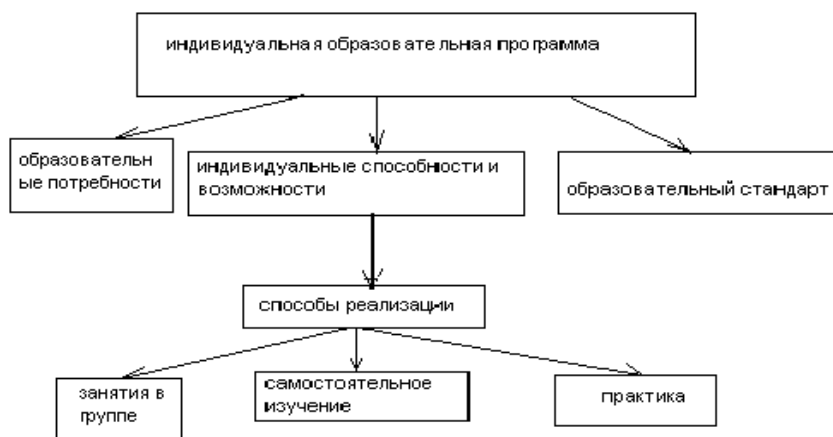 индивидуальная образовательная программа
образовательн
ые потребности
индивидуальные способности и
возможности
образовательный стандарт
способы реализации
занятия в
группе
самостоятельное
изучение
практика